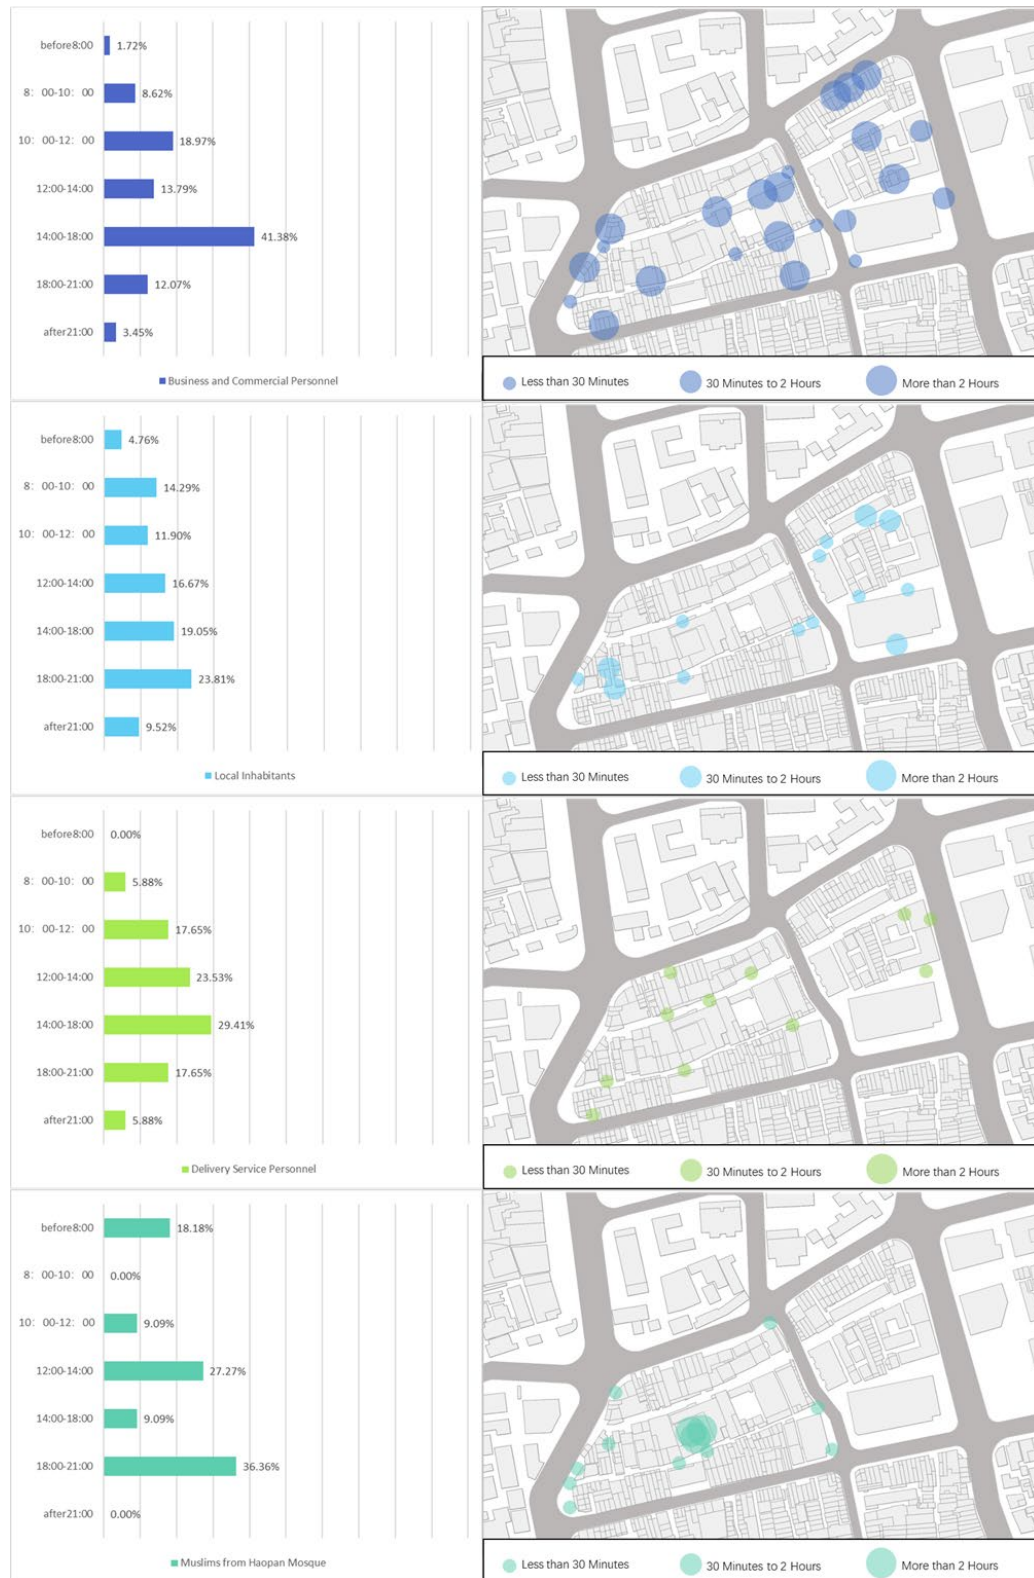 before8:00
1.72%
8：00-10：00
8.62%
10：00-12：00
18.97%
12:00-14:00
13.79%
14:00-18:00
41.38%
18:00-21:00
12.07%
after21:00
3.45%
Business and Commercial Personnel
Less than 30 Minutes
30 Minutes to 2 Hours
More than 2 Hours
before8:00
4.76%
8：00-10：00
14.29%
10：00-12：00
11.90%
12:00-14:00
16.67%
14:00-18:00
19.05%
18:00-21:00
23.81%
after21:00
9.52%
Local Inhabitants
Less than 30 Minutes
30 Minutes to 2 Hours
More than 2 Hours
before8:00
0.00%
8：00-10：00
5.88%
10：00-12：00
17.65%
12:00-14:00
23.53%
14:00-18:00
29.41%
18:00-21:00
17.65%
after21:00
5.88%
Delivery Service Personnel
Less than 30 Minutes
30 Minutes to 2 Hours
More than 2 Hours
before8:00
18.18%
8：00-10：00
0.00%
10：00-12：00
9.09%
12:00-14:00
27.27%
14:00-18:00
9.09%
18:00-21:00
36.36%
after21:00
0.00%
Muslims from Haopan Mosque
Less than 30 Minutes
30 Minutes to 2 Hours
More than 2 Hours